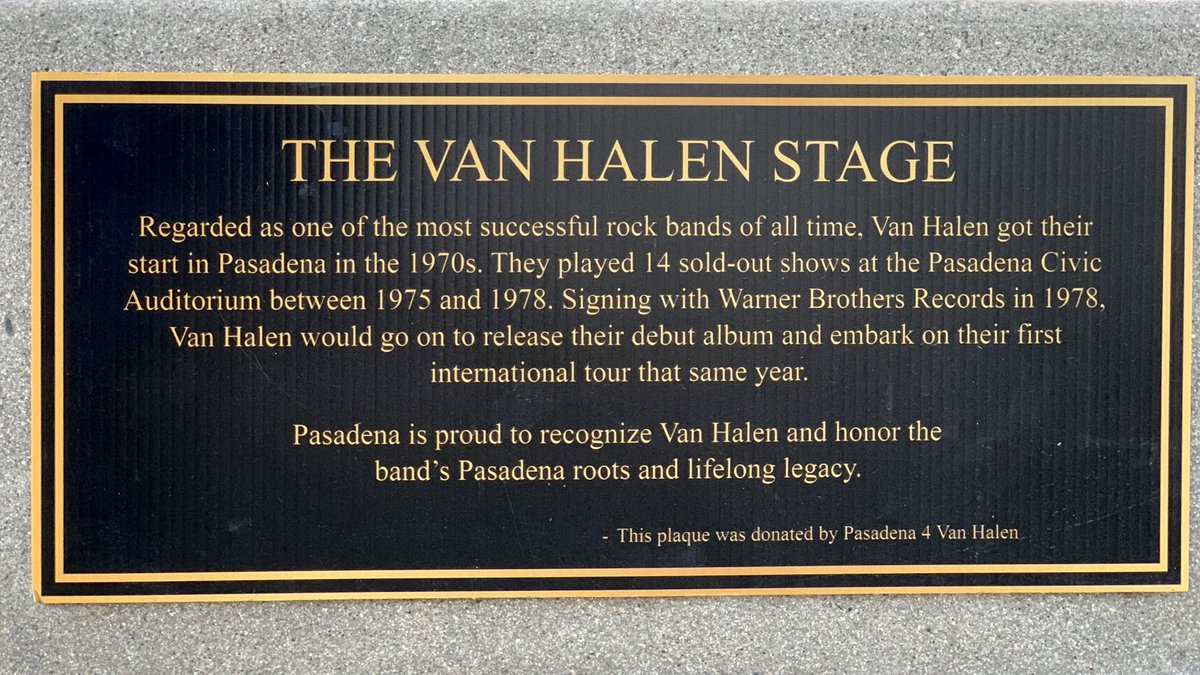 THE VAN HALEN STAGE
Regarded as one of the most successful rock bands of all time, Van Halen got their
start in Pasadena in the 1970s. They played 14 sold-out shows at the Pasadena Civic
Auditorium between 1975 and 1978. Signing with Warner Brothers Records in 1978,
Van Halen would go on to release their debut album and embark on their first
international tour that same year.
Pasadena is proud to recognize Van Halen and honor the
band’s Pasadena roots and lifelong legacy.
- This plaque was donated by Pasadena 4 Van Halen